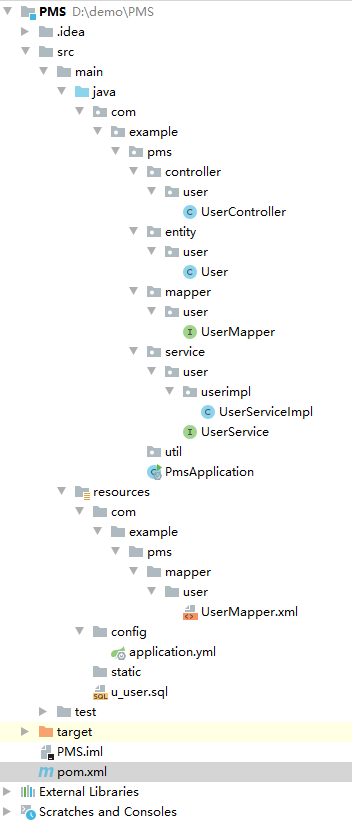 PMS D:\demo\PMS
.idea
src
main
java
com
example
pms
controller
user
UserController
entity
user
User
mapper
user
UserMapper
service
user
userimpl
UserServiceImpl
UserService
util
PmsApplication
resources
com
example
pms
mapper
user
UserMapper.xml
config
application.yml
static
u_user.sql
test
target
PMS.iml
pom.xml
External Libraries
Scratches and Consoles